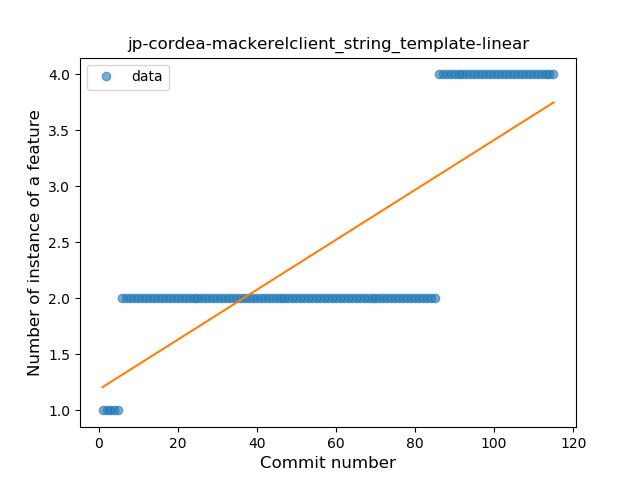 jp-cordea-mackerelclient_string_template-linear
data
Number of instance of a feature
4.0
3.5
3.0
2.5
2.0
1.5
1.0
0 20 40 60 80 100 120
Commit number